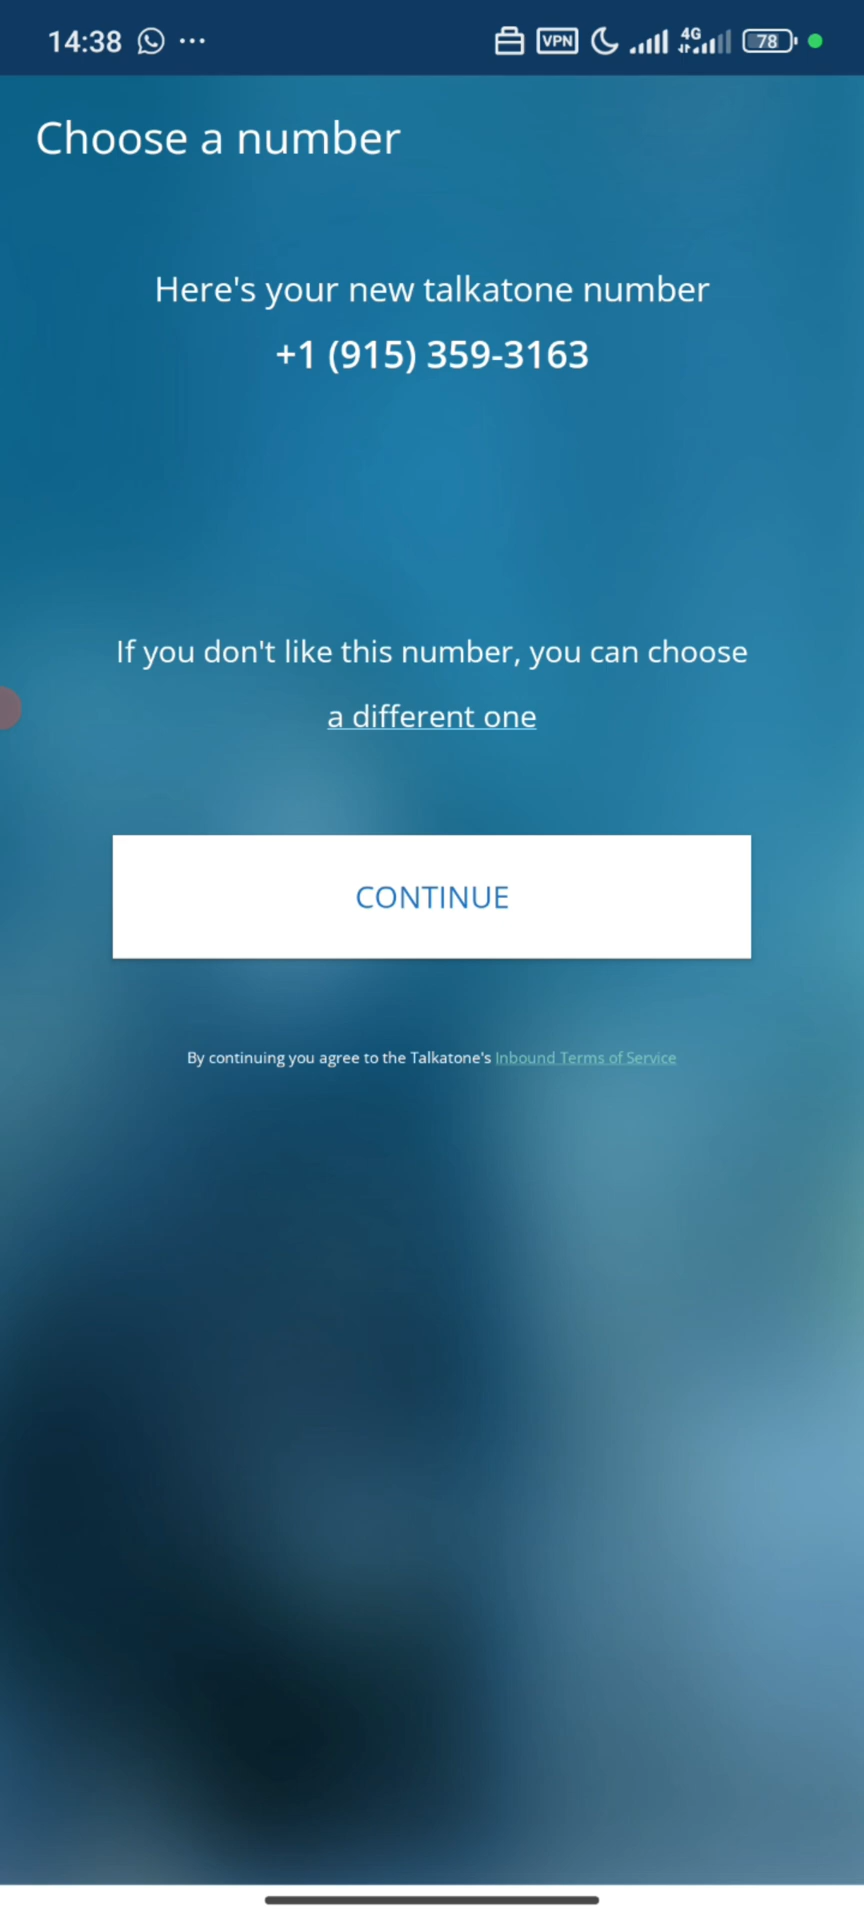 14:38 ... VPN 4G 78
Choose a number
Here's your new talkatone number
+1 (915) 359-3163
If you don't like this number, you can choose
a different one
CONTINUE
By continuing you agree to the Talkatone's Inbound Terms of Service